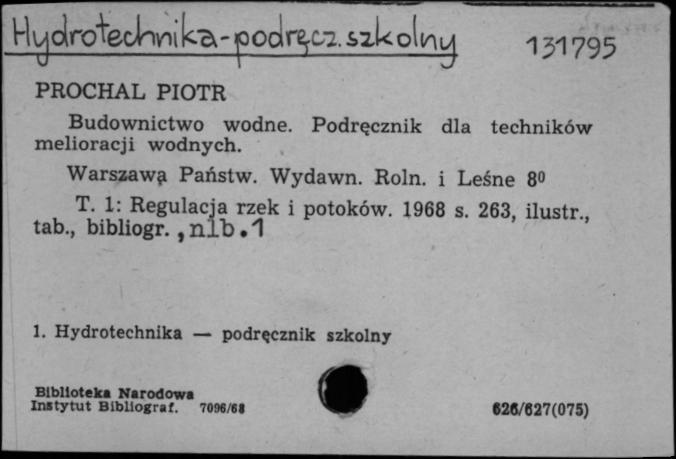 Hydrotechnika-podręcz.szkolny
131795
PROCHAL PIOTR
Budownictwo wodne. Podręcznik dla techników
melioracji wodnych.
Warszawa Państw. Wydawn. Roln. i Leśne 8⁰
T. 1: Regulacja rzek i potoków. 1968 s. 263, ilustr.,
tab., bibliogr. , nlb. 1
1. Hydrotechnika — podręcznik szkolny
Biblioteka Narodowa
Instytut Bibliograf. 7096/68
626/627(075)